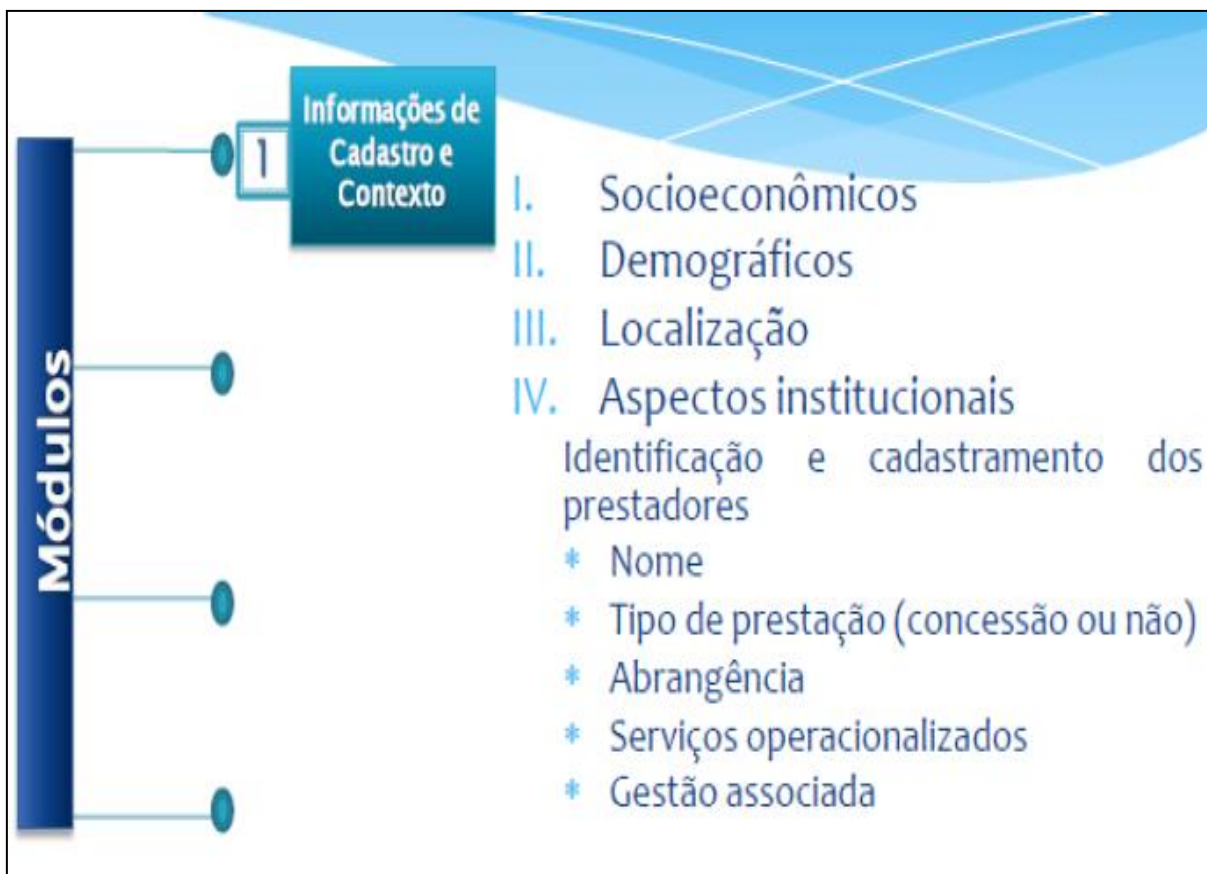 Módulos
1
Informações de
Cadastro e
Contexto
I. Socioeconômicos
II. Demográficos
III. Localização
IV. Aspectos institucionais
Identificação e cadastramento dos
prestadores
* Nome
* Tipo de prestação (concessão ou não)
* Abrangência
* Serviços operacionalizados
* Gestão associada